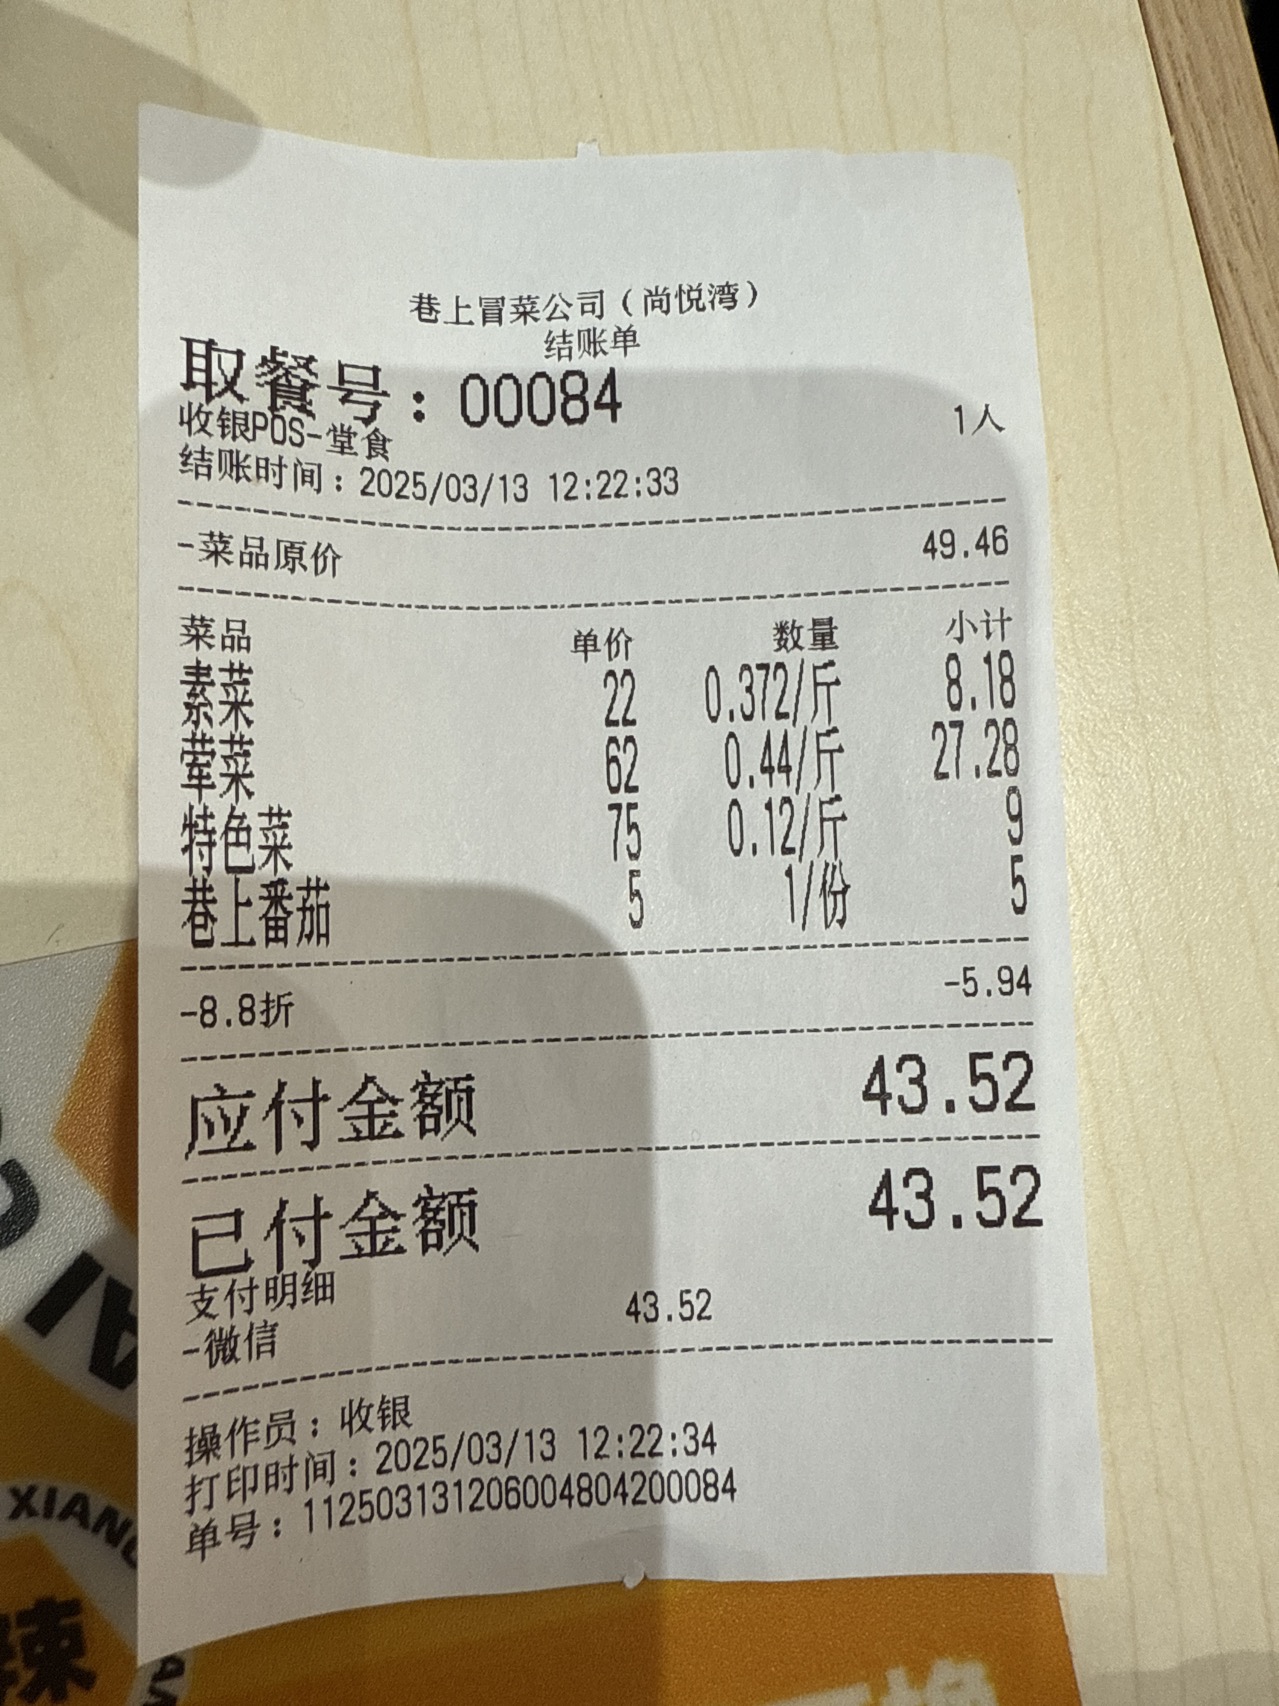 巷上冒菜公司（尚悦湾）
结账单
取餐号：00084
1人
收银POS-堂食
结账时间：2025/03/13 12:22:33
-菜品原价 49.46
菜品 单价 数量 小计
素菜 22 0.372/斤 8.18
荤菜 62 0.44/斤 27.28
特色菜 75 0.12/斤 9
巷上番茄 5 1/份 5
-8.8折 -5.94
应付金额 43.52
已付金额 43.52
支付明细
-微信 43.52
操作员：收银
打印时间：2025/03/13 12:22:34
单号：112503131206004804200084
XIANG
辣